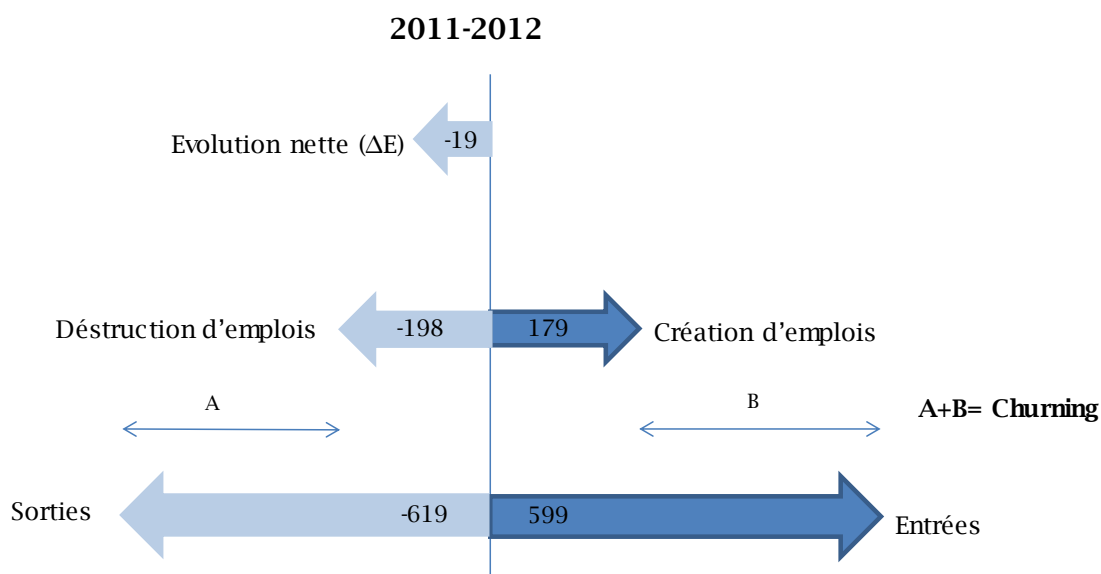 2011-2012
Evolution nette (ΔE)
-19
Déstruction d'emplois
-198
179
Création d'emplois
A
B
A+B= Churning
Sorties
-619
599
Entrées